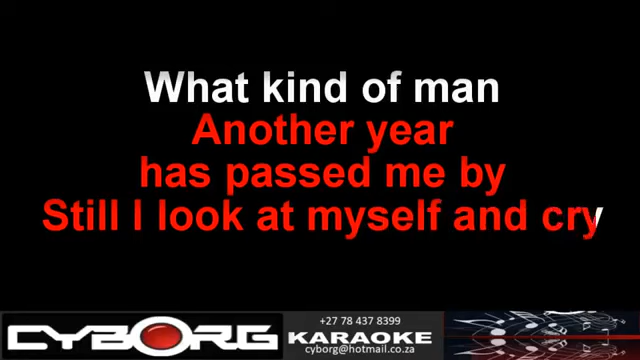 What kind of man
Another year
has passed me by
Still I look at myself and cry
CYBORG
+27 78 437 8399
KARAOKE
cyborg@hotmail.co.za